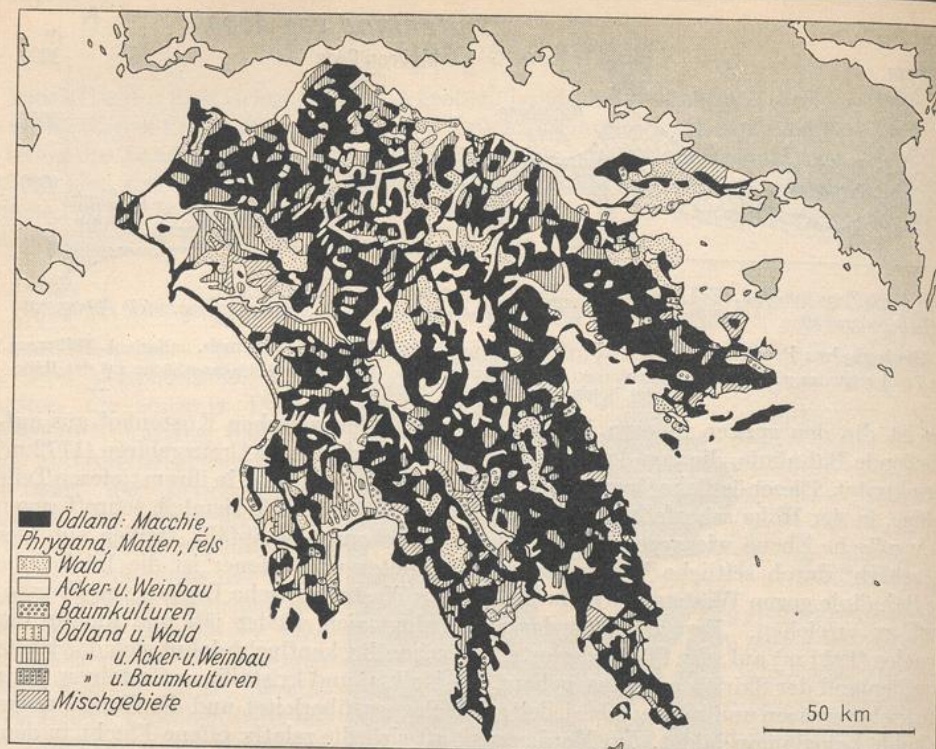 Ödland: Macchie,
Phrygana, Matten, Fels
Wald
Acker- u. Weinbau
Baumkulturen
Ödland u. Wald
„ u. Acker- u. Weinbau
„ u. Baumkulturen
Mischgebiete
50 km